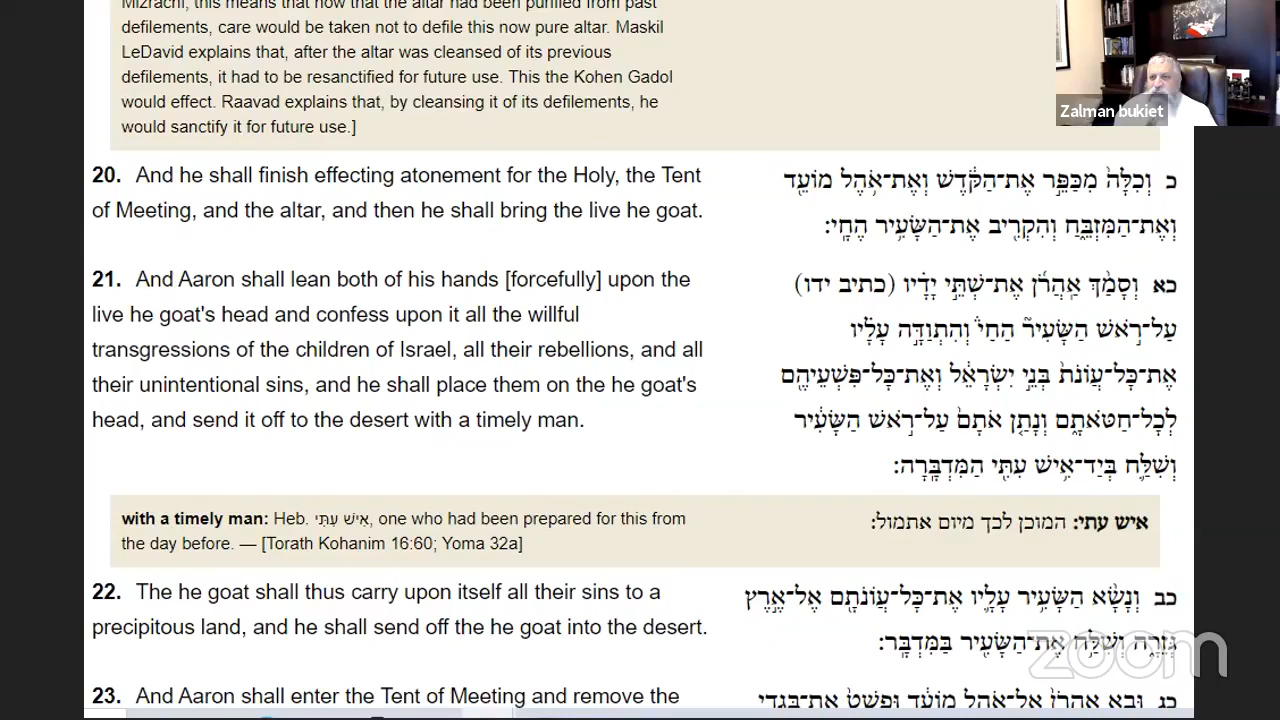 Mizrachi, this means that now that the altar had been purified from past
defilements, care would be taken not to defile this now pure altar. Maskil
LeDavid explains that, after the altar was cleansed of its previous
defilements, it had to be resanctified for future use. This the Kohen Gadol
would effect. Raavad explains that, by cleansing it of its defilements, he
would sanctify it for future use.]
Zalman bukiet
20. And he shall finish effecting atonement for the Holy, the Tent
of Meeting, and the altar, and then he shall bring the live he goat.
כ וְכִלָּה֙ מִכַּפֵּ֣ר אֶת־הַקֹּ֔דֶשׁ וְאֶת־אֹ֥הֶל מוֹעֵ֖ד
וְאֶת־הַמִּזְבֵּ֑חַ וְהִקְרִ֖יב אֶת־הַשָּׂעִ֥יר הֶחָֽי:
21. And Aaron shall lean both of his hands [forcefully] upon the
live he goat's head and confess upon it all the willful
transgressions of the children of Israel, all their rebellions, and all
their unintentional sins, and he shall place them on the he goat's
head, and send it off to the desert with a timely man.
כא וְסָמַ֨ךְ אַֽהֲרֹ֜ן אֶת־שְׁתֵּ֣י יָדָ֗יו (כתיב ידו)
עַל־רֹ֣אשׁ הַשָּׂעִיר֘ הַחַי֒ וְהִתְוַדָּ֣ה עָלָ֗יו
אֶת־כָּל־עֲו‍ֹנֹת֙ בְּנֵ֣י יִשְׂרָאֵ֔ל וְאֶת־כָּל־פִּשְׁעֵיהֶ֖ם
לְכָל־חַטֹּאתָ֑ם וְנָתַ֤ן אֹתָם֙ עַל־רֹ֣אשׁ הַשָּׂעִ֔יר
וְשִׁלַּ֛ח בְּיַד־אִ֥ישׁ עִתִּ֖י הַמִּדְבָּֽרָה:
with a timely man: Heb. אִישׁ עִתִּי, one who had been prepared for this from
the day before. — [Torath Kohanim 16:60; Yoma 32a]
איש עתי: המוכן לכך מיום אתמול:
22. The he goat shall thus carry upon itself all their sins to a
precipitous land, and he shall send off the he goat into the desert.
כב וְנָשָׂ֨א הַשָּׂעִ֥יר עָלָ֛יו אֶת־כָּל־עֲו‍ֹנֹתָ֖ם אֶל־אֶ֣רֶץ
גְּזֵרָ֑ה וְשִׁלַּ֥ח אֶת־הַשָּׂעִ֖יר בַּמִּדְבָּֽר:
zoom
23. And Aaron shall enter the Tent of Meeting and remove the
כג וּבָ֤א אַֽהֲרֹן֙ אֶל־אֹ֣הֶל מוֹעֵ֔ד וּפָשַׁט֙ אֶת־בִּגְדֵ֣י